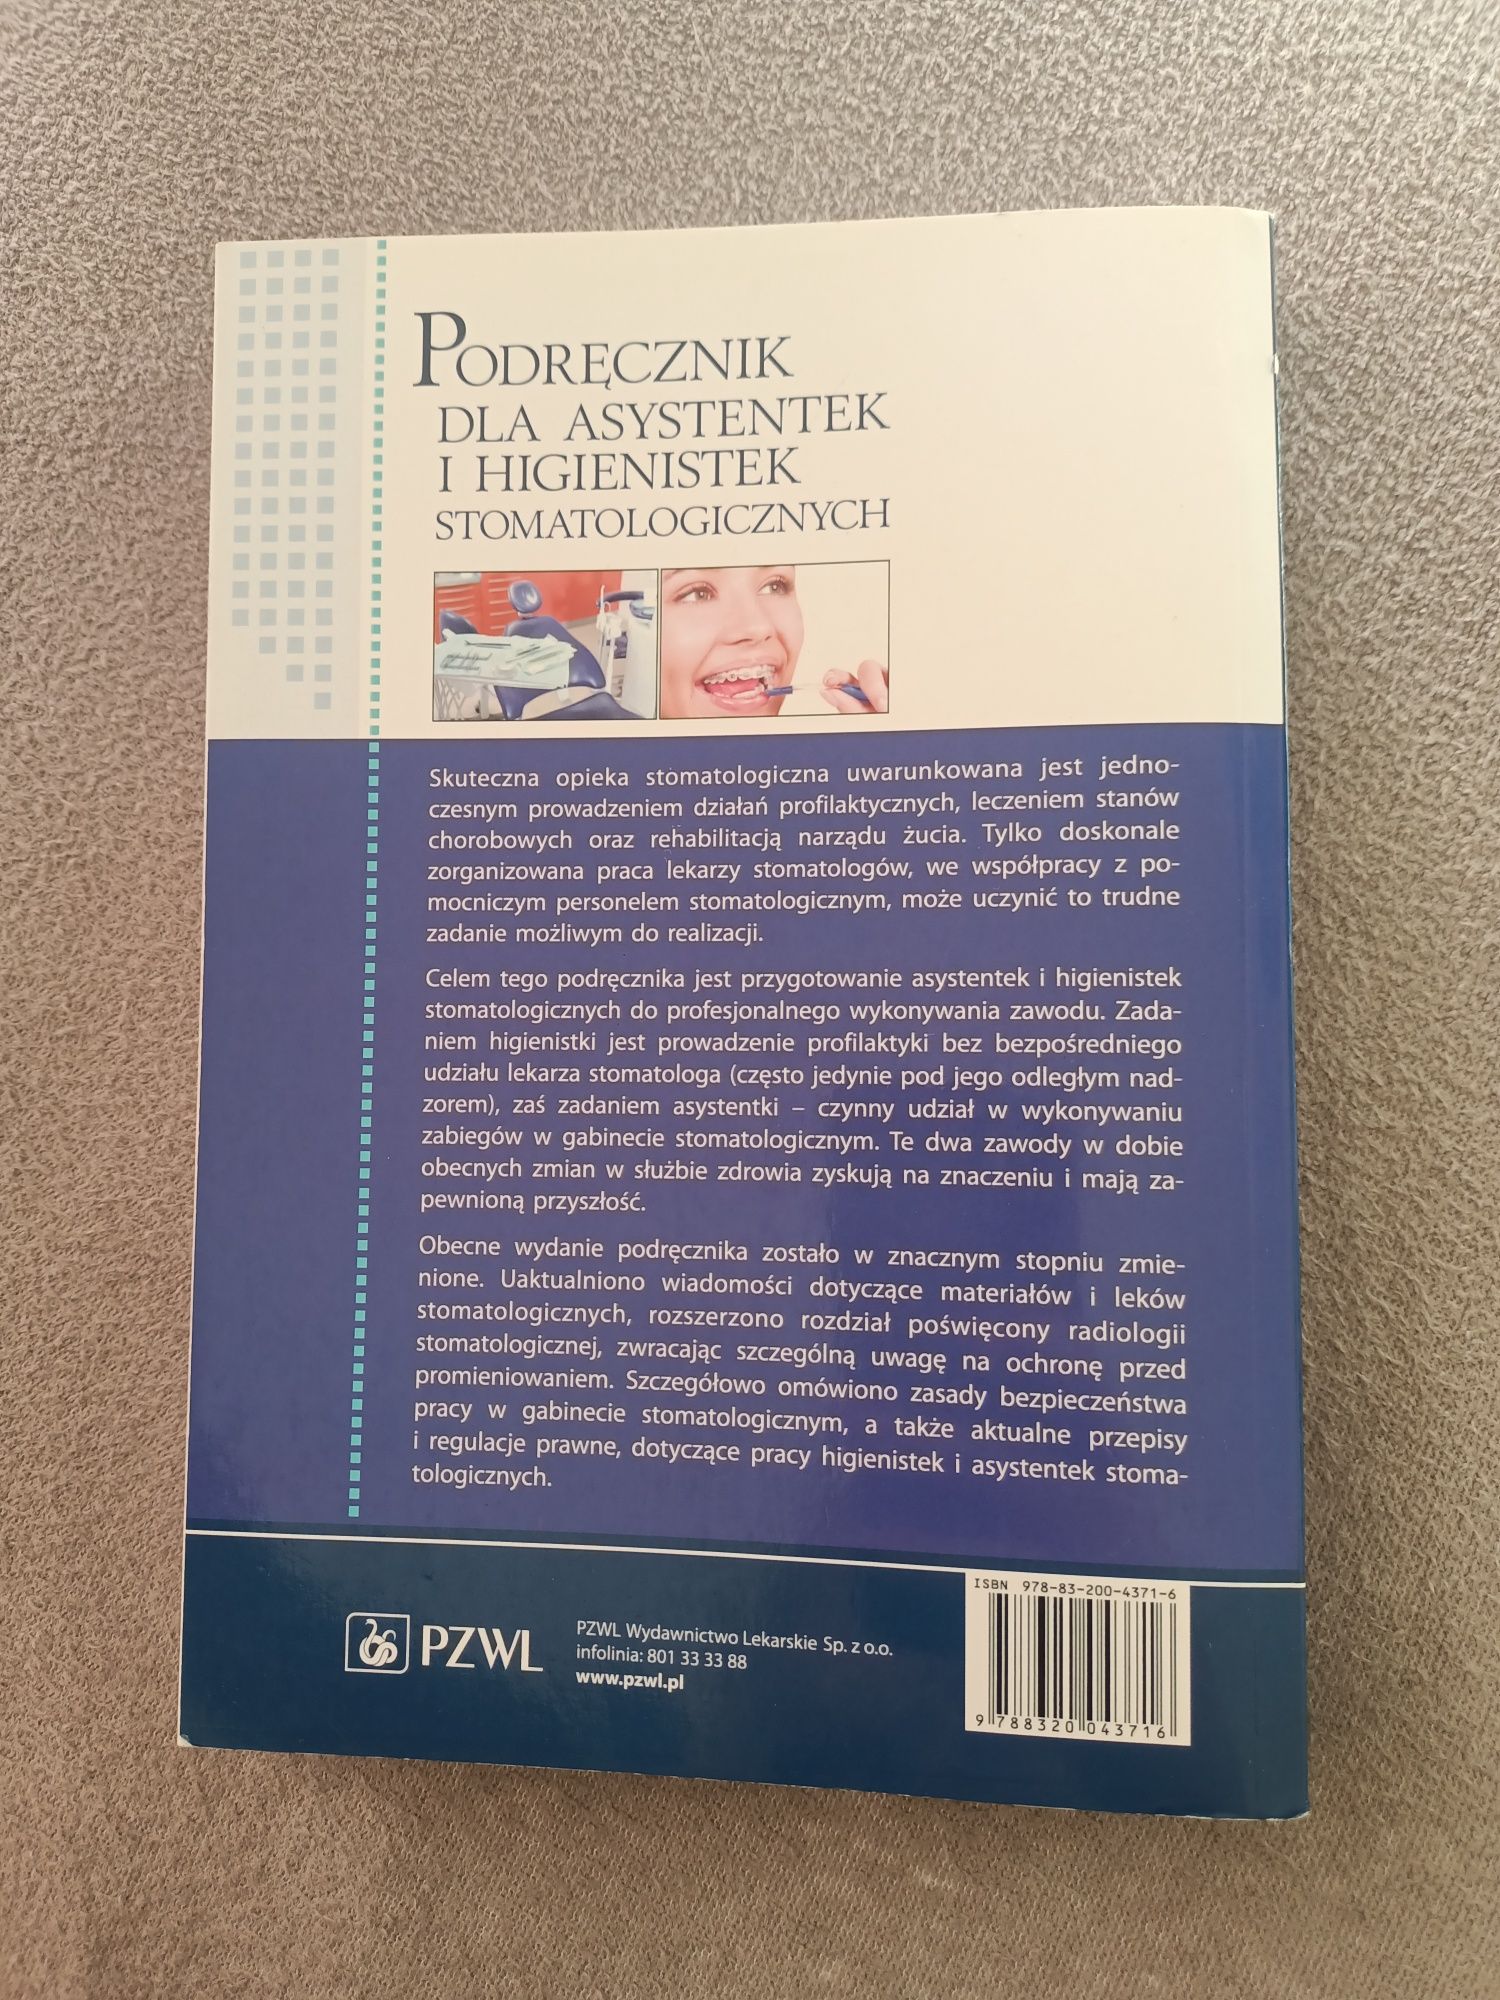 PODRĘCZNIK
DLA ASYSTENTEK
I HIGIENISTEK
STOMATOLOGICZNYCH
Skuteczna opieka stomatologiczna uwarunkowana jest jedno-
czesnym prowadzeniem działań profilaktycznych, leczeniem stanów
chorobowych oraz rehabilitacją narządu żucia. Tylko doskonale
zorganizowana praca lekarzy stomatologów, we współpracy z po-
mocniczym personelem stomatologicznym, może uczynić to trudne
zadanie możliwym do realizacji.
Celem tego podręcznika jest przygotowanie asystentek i higienistek
stomatologicznych do profesjonalnego wykonywania zawodu. Zada-
niem higienistki jest prowadzenie profilaktyki bez bezpośredniego
udziału lekarza stomatologa (często jedynie pod jego odległym nad-
zorem), zaś zadaniem asystentki – czynny udział w wykonywaniu
zabiegów w gabinecie stomatologicznym. Te dwa zawody w dobie
obecnych zmian w służbie zdrowia zyskują na znaczeniu i mają za-
pewnioną przyszłość.
Obecne wydanie podręcznika zostało w znacznym stopniu zmie-
nione. Uaktualniono wiadomości dotyczące materiałów i leków
stomatologicznych, rozszerzono rozdział poświęcony radiologii
stomatologicznej, zwracając szczególną uwagę na ochronę przed
promieniowaniem. Szczegółowo omówiono zasady bezpieczeństwa
pracy w gabinecie stomatologicznym, a także aktualne przepisy
i regulacje prawne, dotyczące pracy higienistek i asystentek stoma-
tologicznych.
PZWL
PZWL Wydawnictwo Lekarskie Sp. z o.o.
infolinia: 801 33 33 88
www.pzwl.pl
ISBN 978-83-200-4371-6
9 788320 043716